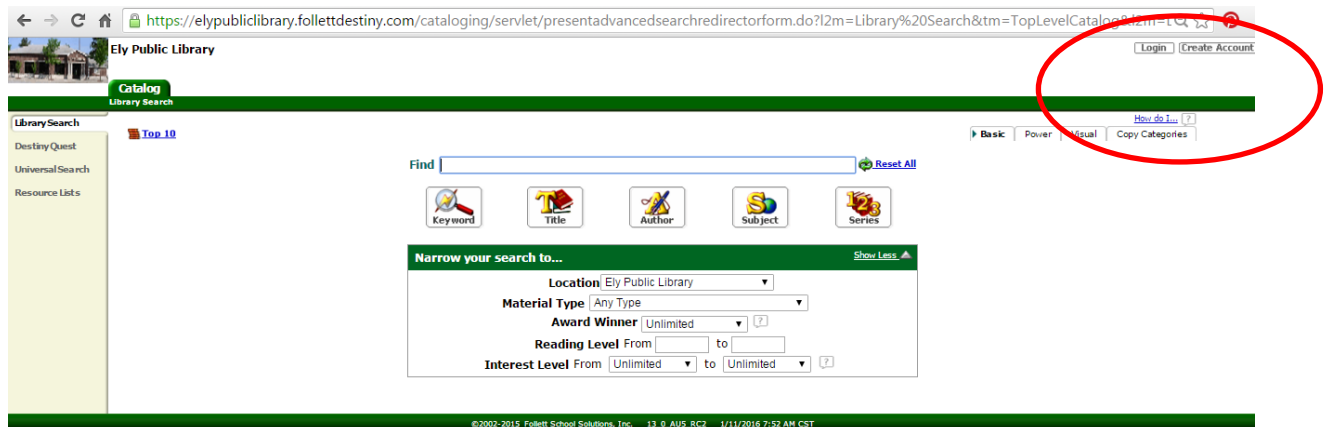 https://elypubliclibrary.follettdestiny.com/cataloging/servlet/presentadvancedsearchredirectorform.do?l2m=Library%20Search&tm=TopLevelCatalog&l2m=t
Ely Public Library
Login Create Account
Catalog
Library Search
Library Search
How do I... ?
Top 10
Basic Power Visual Copy Categories
Destiny Quest
Find Reset All
Universal Search
Resource Lists
Keyword Title Author Subject Series
Narrow your search to... Show Less
Location Ely Public Library
Material Type Any Type
Award Winner Unlimited ?
Reading Level From to
Interest Level From Unlimited to Unlimited ?
©2002-2015 Follett School Solutions, Inc. 13_0_AU5_RC2 1/11/2016 7:52 AM CST